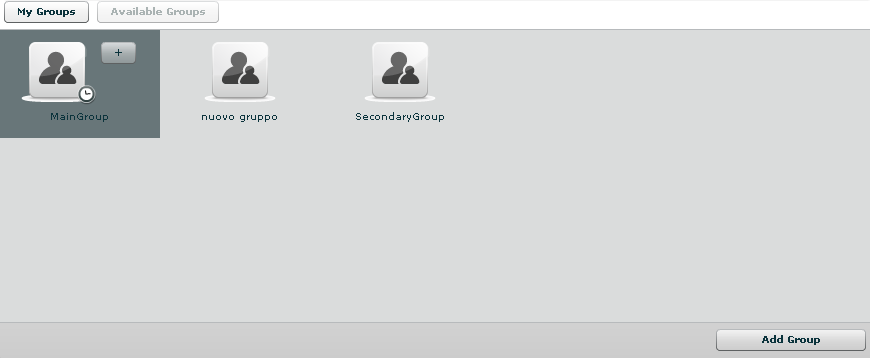 My Groups
Available Groups
+
MainGroup
nuovo gruppo
SecondaryGroup
Add Group